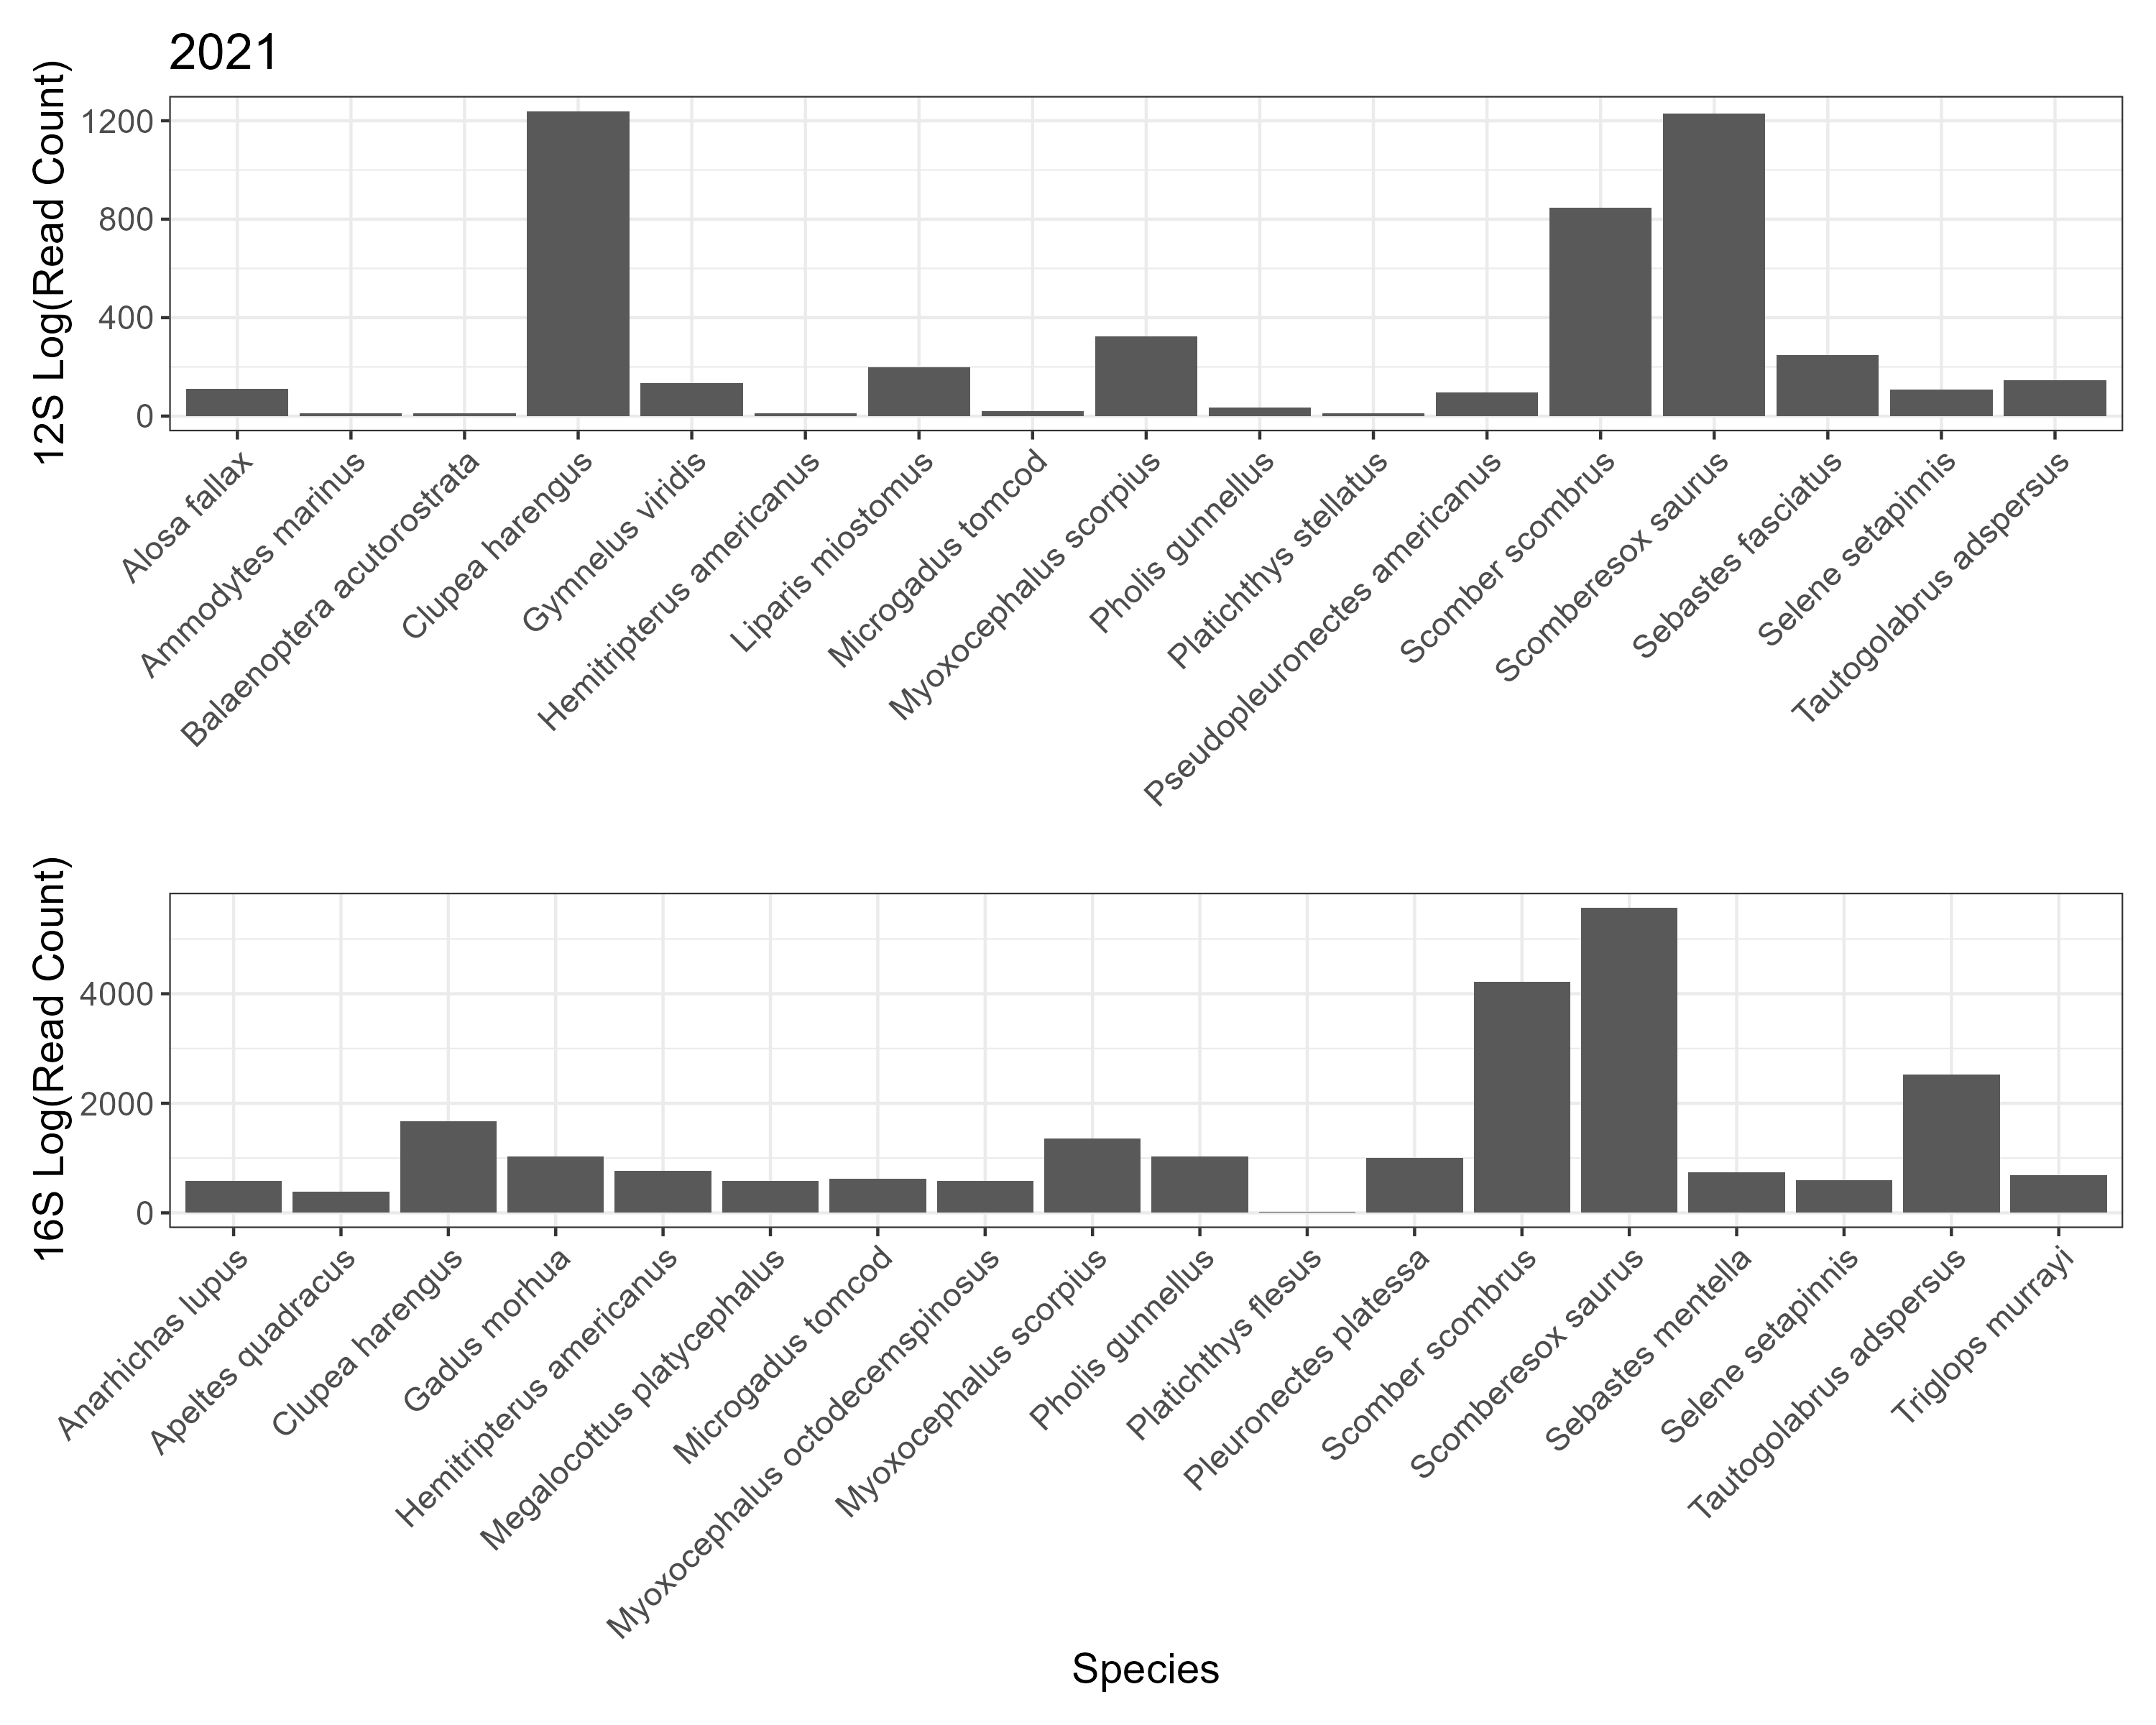 2021
12S Log(Read Count)
1200
800
400
0
Alosa fallax
Ammodytes marinus
Balaenoptera acutorostrata
Clupea harengus
Gymnelus viridis
Hemitripterus americanus
Liparis miostomus
Microgadus tomcod
Myoxocephalus scorpius
Pholis gunnellus
Platichthys stellatus
Pseudopleuronectes americanus
Scomber scombrus
Scomberesox saurus
Sebastes fasciatus
Selene setapinnis
Tautogolabrus adspersus
16S Log(Read Count)
4000
2000
0
Anarhichas lupus
Apeltes quadracus
Clupea harengus
Gadus morhua
Hemitripterus americanus
Megalocottus platycephalus
Microgadus tomcod
Myoxocephalus octodecemspinosus
Myoxocephalus scorpius
Pholis gunnellus
Platichthys flesus
Pleuronectes platessa
Scomber scombrus
Scomberesox saurus
Sebastes mentella
Selene setapinnis
Tautogolabrus adspersus
Triglops murrayi
Species